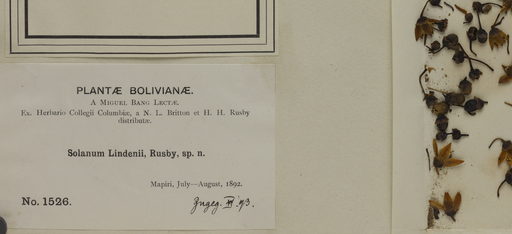 PLANTÆ BOLIVIANÆ.
A MIGUEL BANG LECTÆ.
Ex. Herbario Collegii Columbiæ, a N. L. Britton et H. H. Rusby
distributæ.
Solanum Lindenii, Rusby, sp. n.
Mapiri, July—August, 1892.
No. 1526.